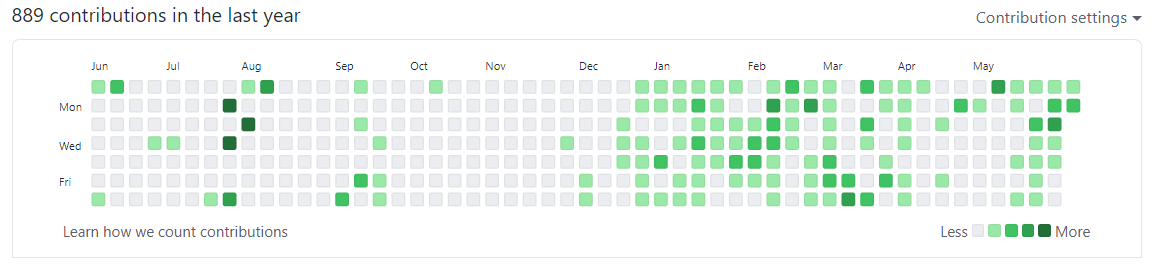 889 contributions in the last year
Contribution settings
Jun Jul Aug Sep Oct Nov Dec Jan Feb Mar Apr May
Mon
Wed
Fri
Learn how we count contributions
Less More